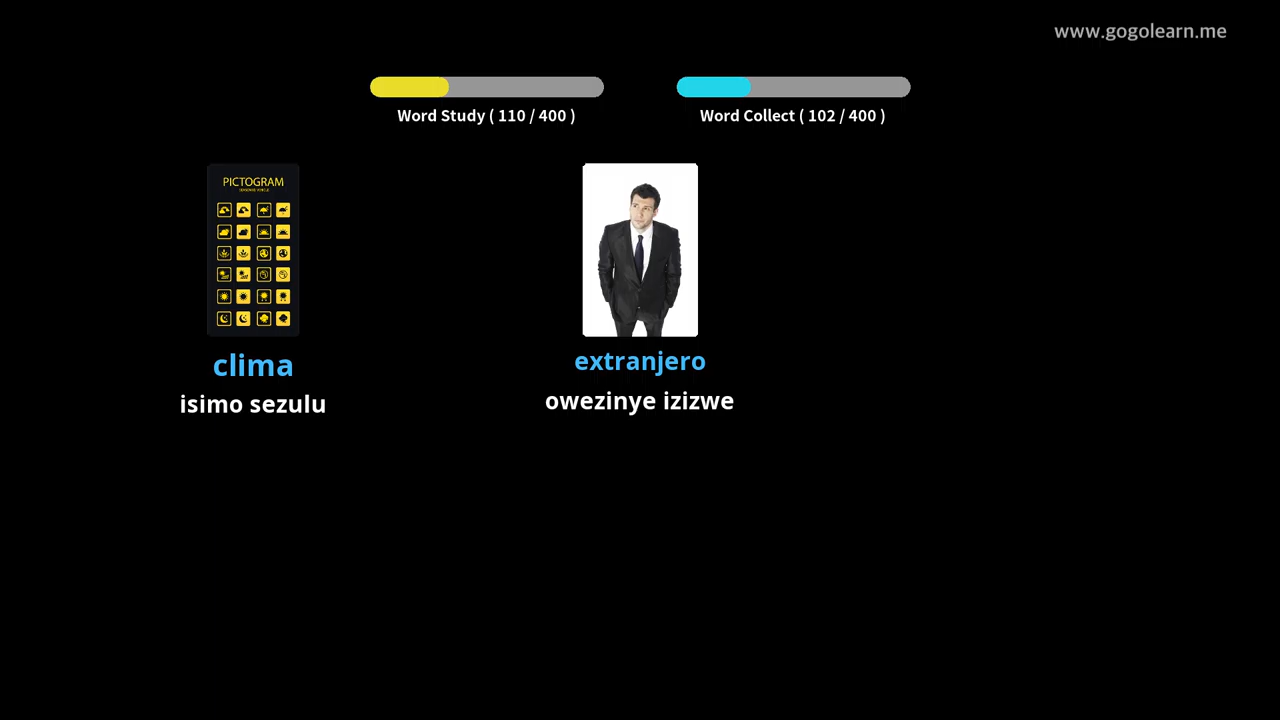 www.gogolearn.me
Word Study ( 110 / 400 )
Word Collect ( 102 / 400 )
PICTOGRAM
clima
isimo sezulu
extranjero
owezinye izizwe